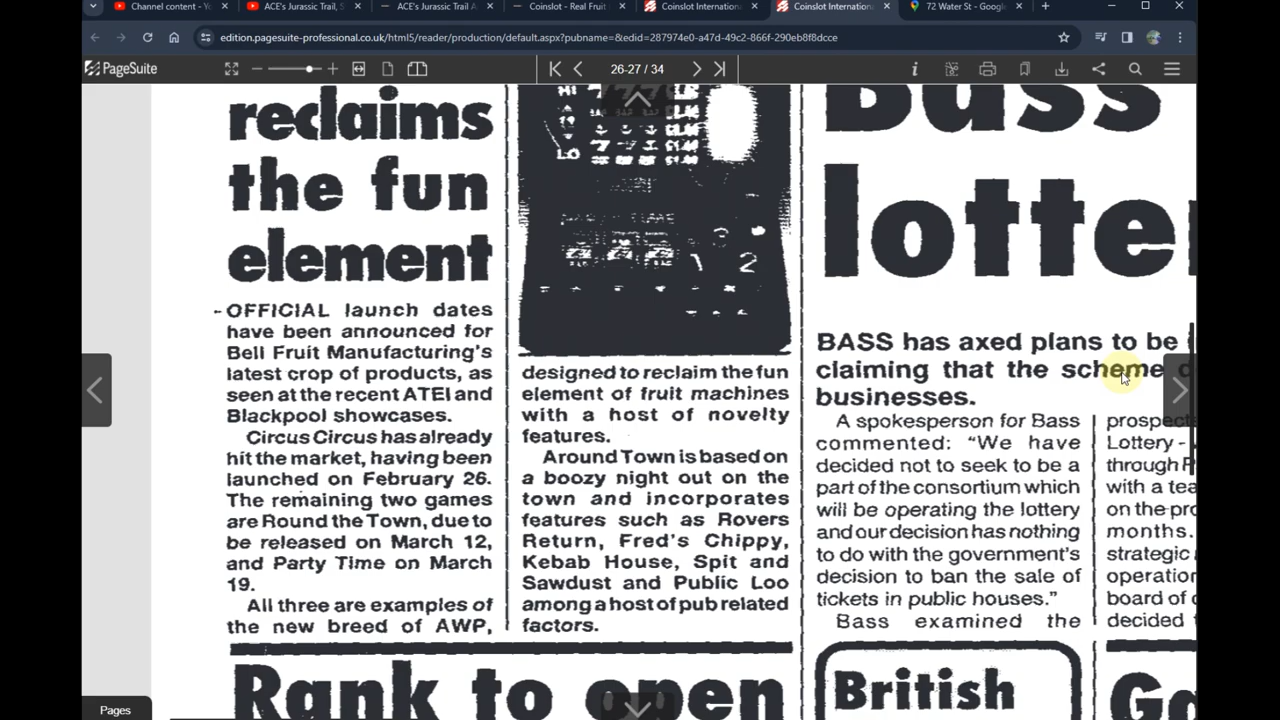 Channel content - Y
ACE's Jurassic Trail, S
ACE's Jurassic Trail A
Coinslot - Real Fruit
Coinslot Internation
Coinslot Internation
72 Water St - Google
edition.pagesuite-professional.co.uk/html5/reader/production/default.aspx?pubname=&edid=287974e0-a47d-49c2-866f-290eb8f8dcce
PageSuite
26-27 / 34
reclaims
the fun
element
OFFICIAL launch dates
have been announced for
Bell Fruit Manufacturing's
latest crop of products, as
seen at the recent ATEI and
Blackpool showcases.
Circus Circus has already
hit the market, having been
launched on February 26.
The remaining two games
are Round the Town, due to
be released on March 12,
and Party Time on March
19.
All three are examples of
the new breed of AWP,
HI
LO
2
designed to reclaim the fun
element of fruit machines
with a host of novelty
features.
Around Town is based on
a boozy night out on the
town and incorporates
features such as Rovers
Return, Fred's Chippy,
Kebab House, Spit and
Sawdust and Public Loo
among a host of pub related
factors.
Bass
lotte
BASS has axed plans to be
claiming that the scheme
businesses.
A spokesperson for Bass
commented: "We have
decided not to seek to be a
part of the consortium which
will be operating the lottery
and our decision has nothing
to do with the government's
decision to ban the sale of
tickets in public houses."
Bass examined the
prospect
Lottery -
through
with a tea
on the pro
months.
strategic
operation
board of
decided
Rank to open
British
Go
Pages